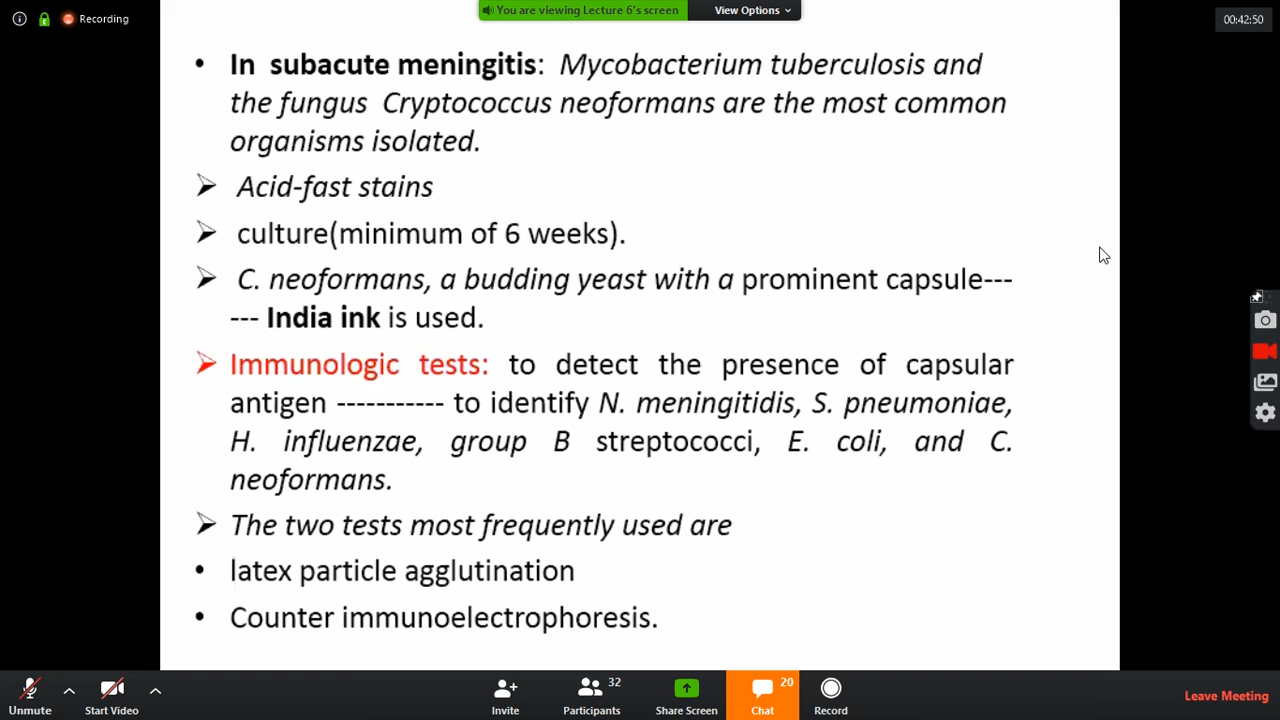 Recording
You are viewing Lecture 6's screen
View Options
00:42:50
• In subacute meningitis: Mycobacterium tuberculosis and
the fungus Cryptococcus neoformans are the most common
organisms isolated.
➢ Acid-fast stains
➢ culture(minimum of 6 weeks).
➢ C. neoformans, a budding yeast with a prominent capsule---
--- India ink is used.
➢ Immunologic tests: to detect the presence of capsular
antigen ----------- to identify N. meningitidis, S. pneumoniae,
H. influenzae, group B streptococci, E. coli, and C.
neoformans.
➢ The two tests most frequently used are
• latex particle agglutination
• Counter immunoelectrophoresis.
Unmute
Start Video
Invite
32
Participants
Share Screen
20
Chat
Record
Leave Meeting